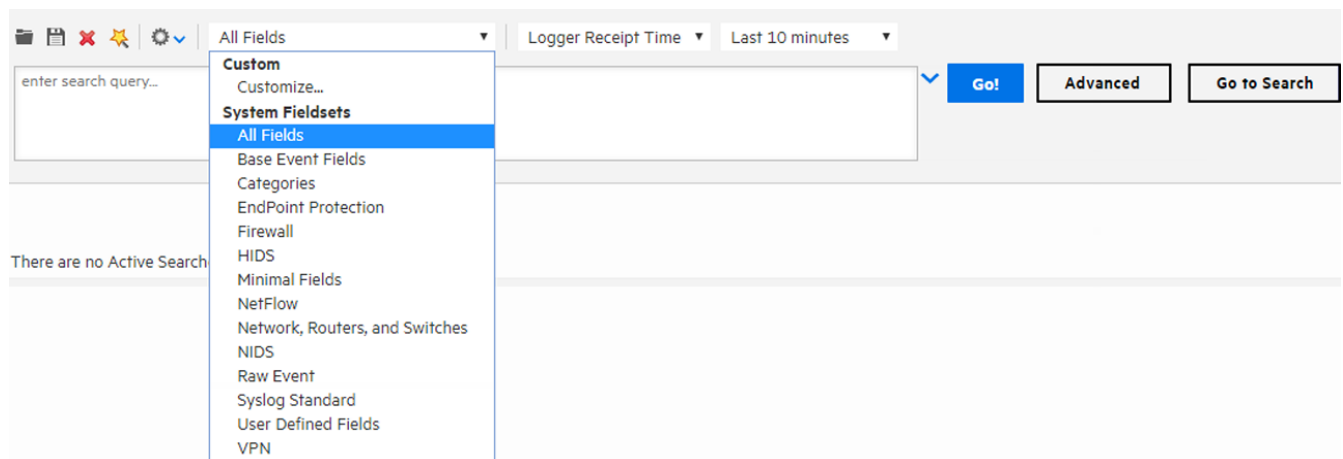 All Fields ▼ Logger Receipt Time ▼ Last 10 minutes ▼
enter search query... Go! Advanced Go to Search
Custom
Customize...
System Fieldsets
All Fields
Base Event Fields
Categories
EndPoint Protection
Firewall
HIDS
There are no Active Search
Minimal Fields
NetFlow
Network, Routers, and Switches
NIDS
Raw Event
Syslog Standard
User Defined Fields
VPN